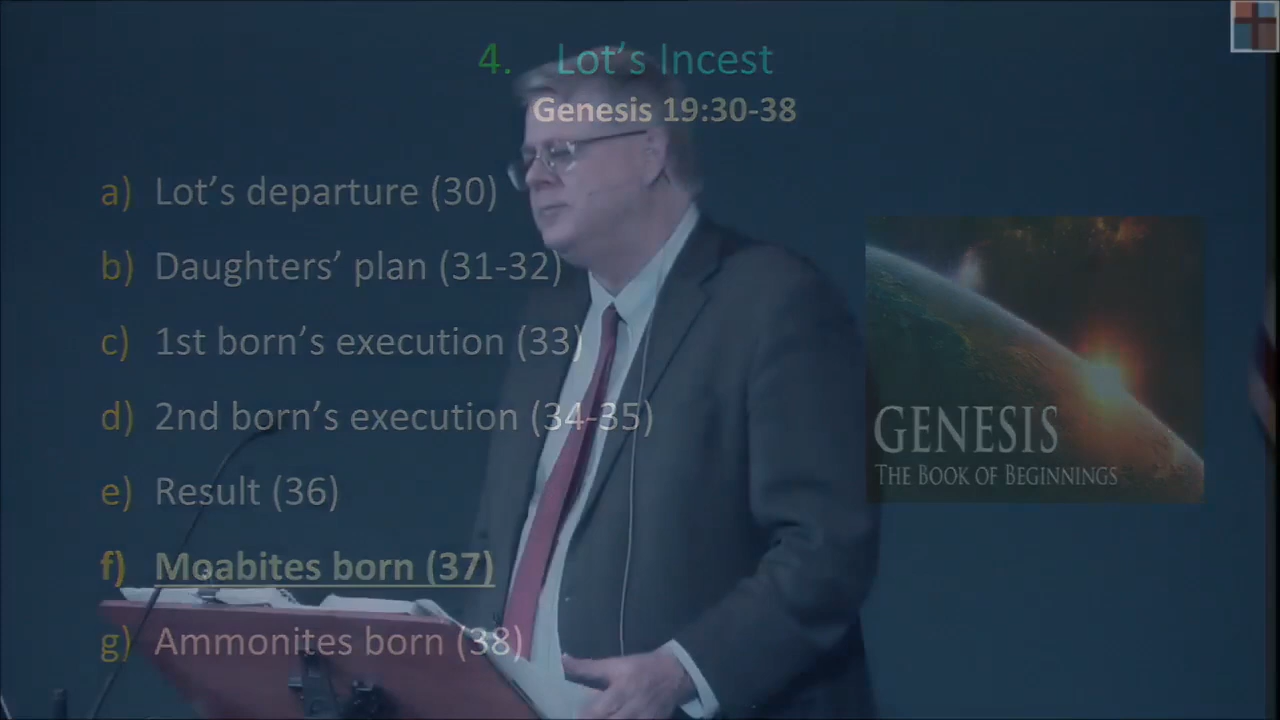 4. Lot's Incest
Genesis 19:30-38
a) Lot's departure (30)
b) Daughters' plan (31-32)
c) 1st born's execution (33)
d) 2nd born's execution (34-35)
e) Result (36)
f) Moabites born (37)
g) Ammonites born (38)
GENESIS
THE BOOK OF BEGINNINGS